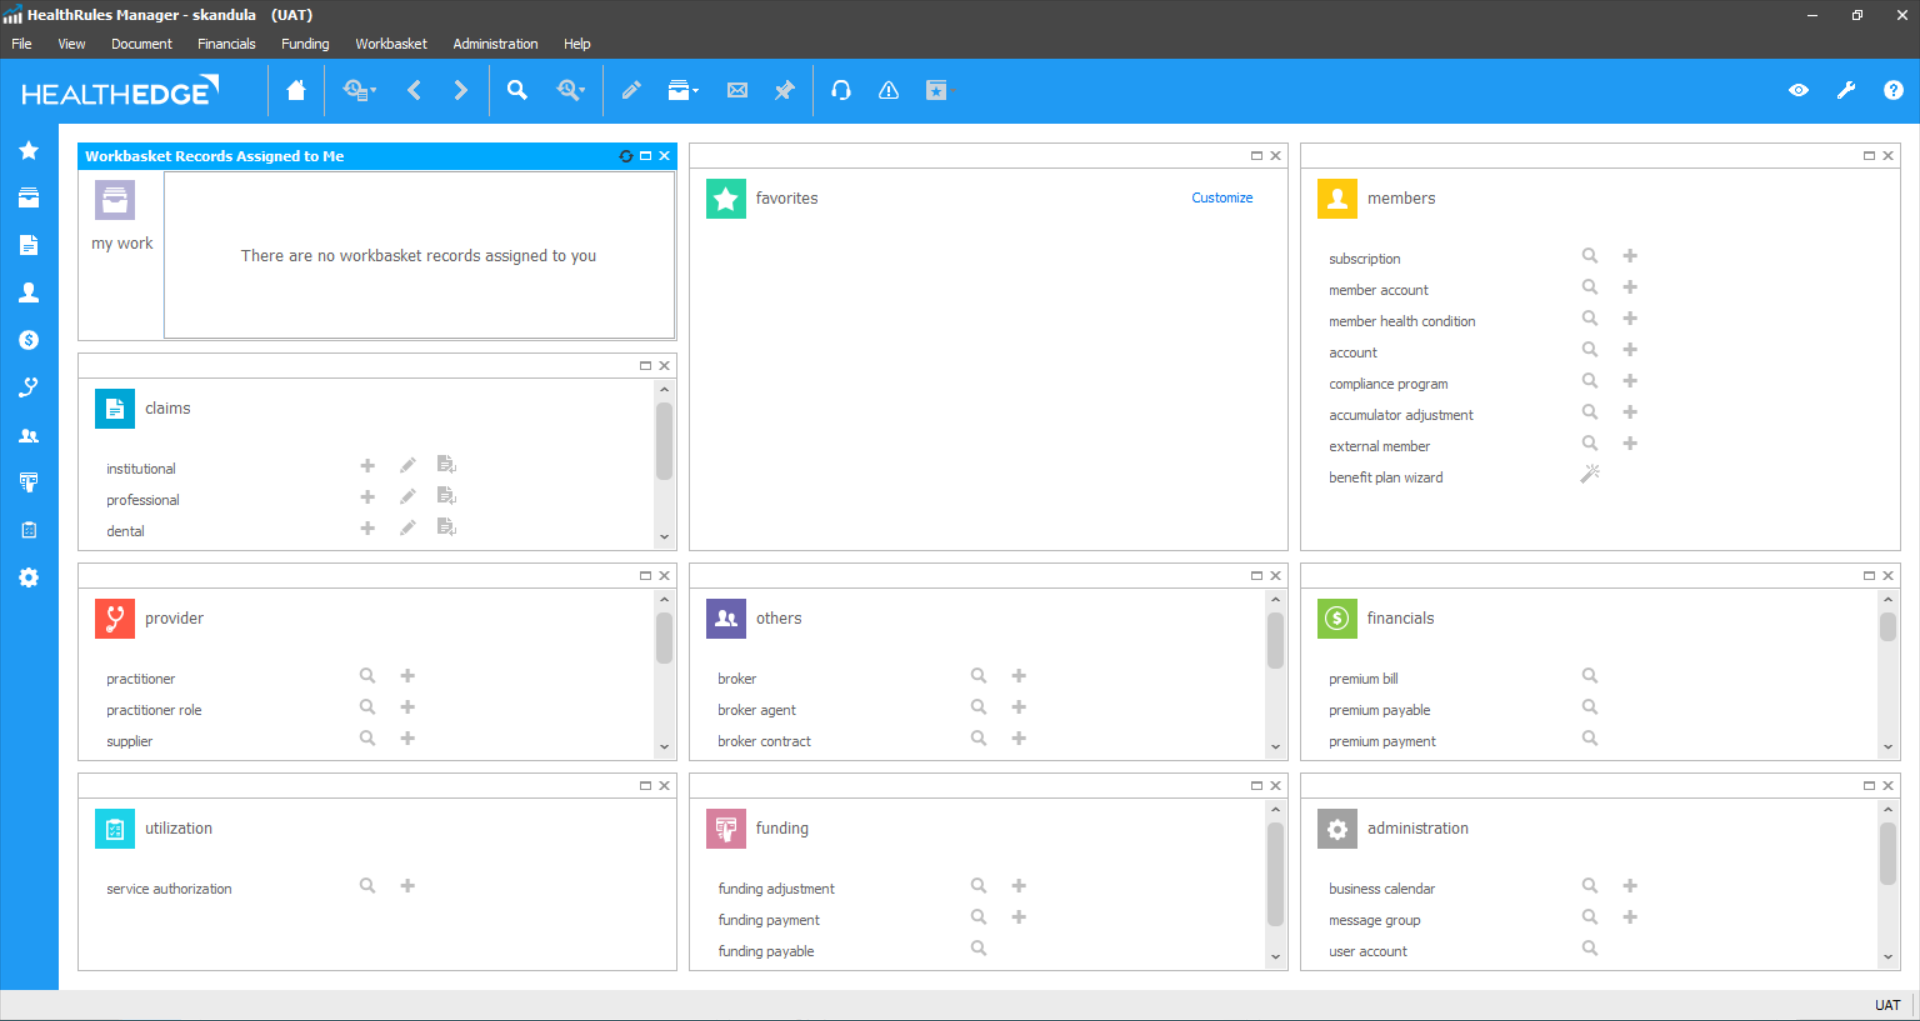 HealthRules Manager - skandula (UAT)
File View Document Financials Funding Workbasket Administration Help
HEALTHEDGE
Workbasket Records Assigned to Me
my work
There are no workbasket records assigned to you
favorites
Customize
members
subscription
member account
member health condition
account
compliance program
accumulator adjustment
external member
benefit plan wizard
claims
institutional
professional
dental
provider
practitioner
practitioner role
supplier
others
broker
broker agent
broker contract
financials
premium bill
premium payable
premium payment
utilization
service authorization
funding
funding adjustment
funding payment
funding payable
administration
business calendar
message group
user account
UAT